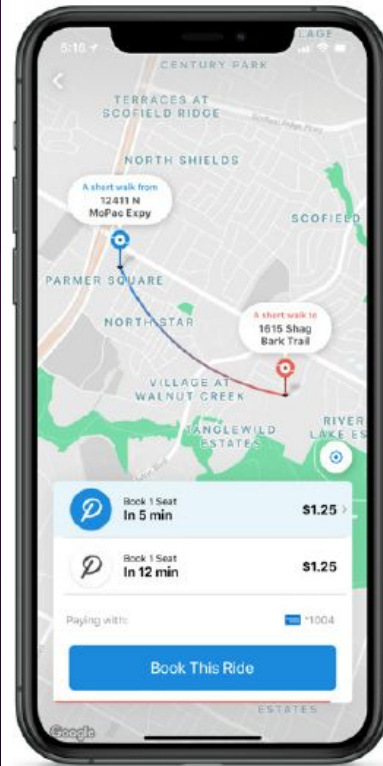 5:16
LAGE
CENTURY PARK
TERRACES AT
SCOFIELD RIDGE
NORTH SHIELDS
A short walk from
12411 N
MoPac Expy
SCOFIELD
PARMER SQUARE
NORTH STAR
A short walk to
1615 Shag
Bark Trail
VILLAGE AT
WALNUT CREEK
TANGLEWILD
ESTATES
RIVER
LAKE ES
Book 1 Seat
In 5 min
$1.25
Book 1 Seat
In 12 min
$1.25
Paying with:
*1004
Book This Ride
ESTATES
Google